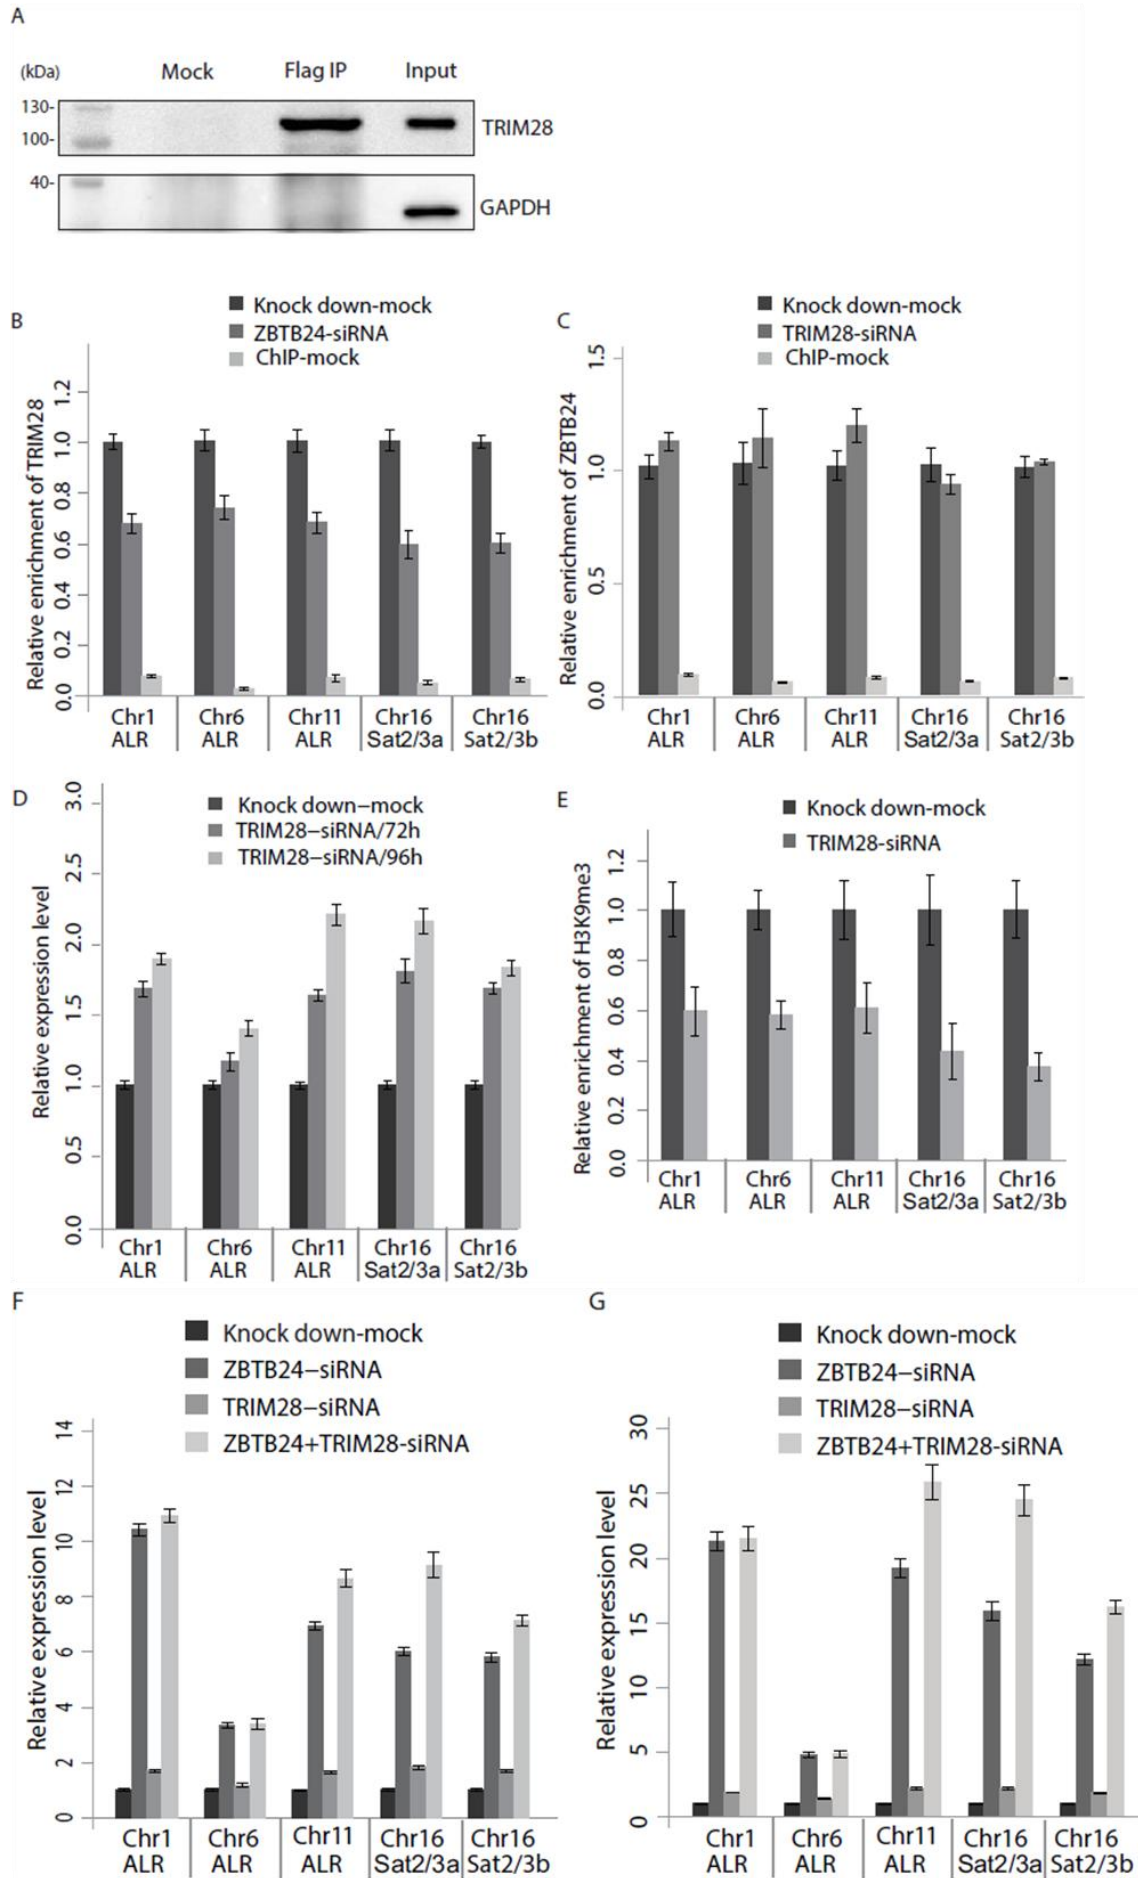 A
(kDa) Mock Flag IP Input
130-
100-
TRIM28
40-
GAPDH
B
Knock down-mock
ZBTB24-siRNA
ChIP-mock
Relative enrichment of TRIM28
0.0 0.2 0.4 0.6 0.8 1.0 1.2
Chr1 Chr6 Chr11 Chr16 Chr16
ALR ALR ALR Sat2/3a Sat2/3b
C
Knock down-mock
TRIM28-siRNA
ChIP-mock
Relative enrichment of ZBTB24
0.0 0.5 1.0 1.5
Chr1 Chr6 Chr11 Chr16 Chr16
ALR ALR ALR Sat2/3a Sat2/3b
D
Knock down–mock
TRIM28–siRNA/72h
TRIM28–siRNA/96h
Relative expression level
0.0 0.5 1.0 1.5 2.0 2.5 3.0
Chr1 Chr6 Chr11 Chr16 Chr16
ALR ALR ALR Sat2/3a Sat2/3b
E
Knock down-mock
TRIM28-siRNA
Relative enrichment of H3K9me3
0.0 0.2 0.4 0.6 0.8 1.0 1.2
Chr1 Chr6 Chr11 Chr16 Chr16
ALR ALR ALR Sat2/3a Sat2/3b
F
Knock down-mock
ZBTB24–siRNA
TRIM28–siRNA
ZBTB24+TRIM28-siRNA
Relative expression level
0 2 4 6 8 10 12 14
Chr1 Chr6 Chr11 Chr16 Chr16
ALR ALR ALR Sat2/3a Sat2/3b
G
Knock down-mock
ZBTB24–siRNA
TRIM28–siRNA
ZBTB24+TRIM28-siRNA
Relative expression level
0 5 10 15 20 25 30
Chr1 Chr6 Chr11 Chr16 Chr16
ALR ALR ALR Sat2/3a Sat2/3b